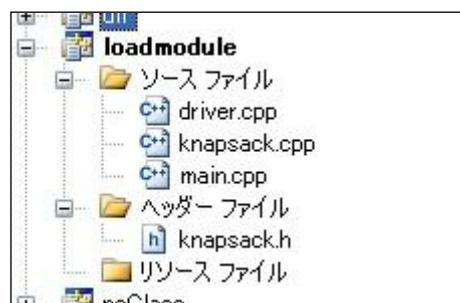 loadmodule
ソース ファイル
driver.cpp
knapsack.cpp
main.cpp
ヘッダー ファイル
knapsack.h
リソース ファイル